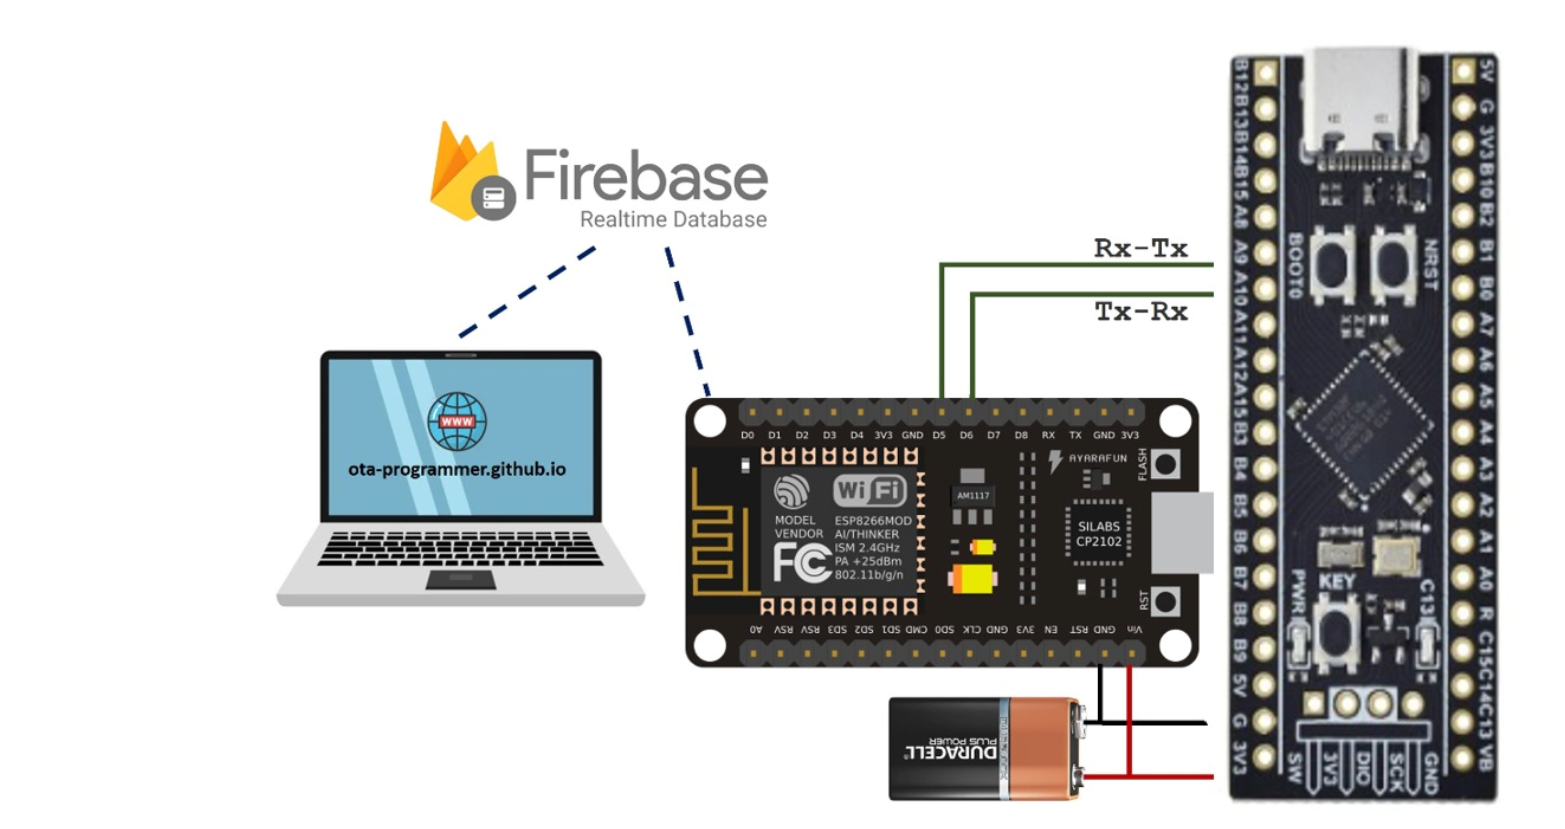 Firebase
Realtime Database
Rx-Tx
Tx-Rx
WWW
ota-programmer.github.io
D0 D1 D2 D3 D4 3V3 GND D5 D6 D7 D8 RX TX GND 3V3
AYARAFUN
FLASH
WiFi
MODEL
VENDOR
ESP8266MOD
AI/THINKER
ISM 2.4GHz
PA +25dBm
802.11b/g/n
FC
AM1117
SILABS
CP2102
RST
A0 RSV RSV SD3 SD2 SD1 CMD SD0 CLK GND 3V3 EN RST GND Vin
DURACELL
PLUS POWER
B12
B13
B14
B15
A8
A9
A10
A11
A12
A15
B3
B4
B5
B6
B7
B8
B9
5V
G
3V3
BOOT0
NRST
KEY
PWR
C13
SW
3V3
DIO
SCK
GND
5V
G
3V3
B10
B2
B1
B0
A7
A6
A5
A4
A3
A2
A1
A0
R
C15
C14
C13
VB